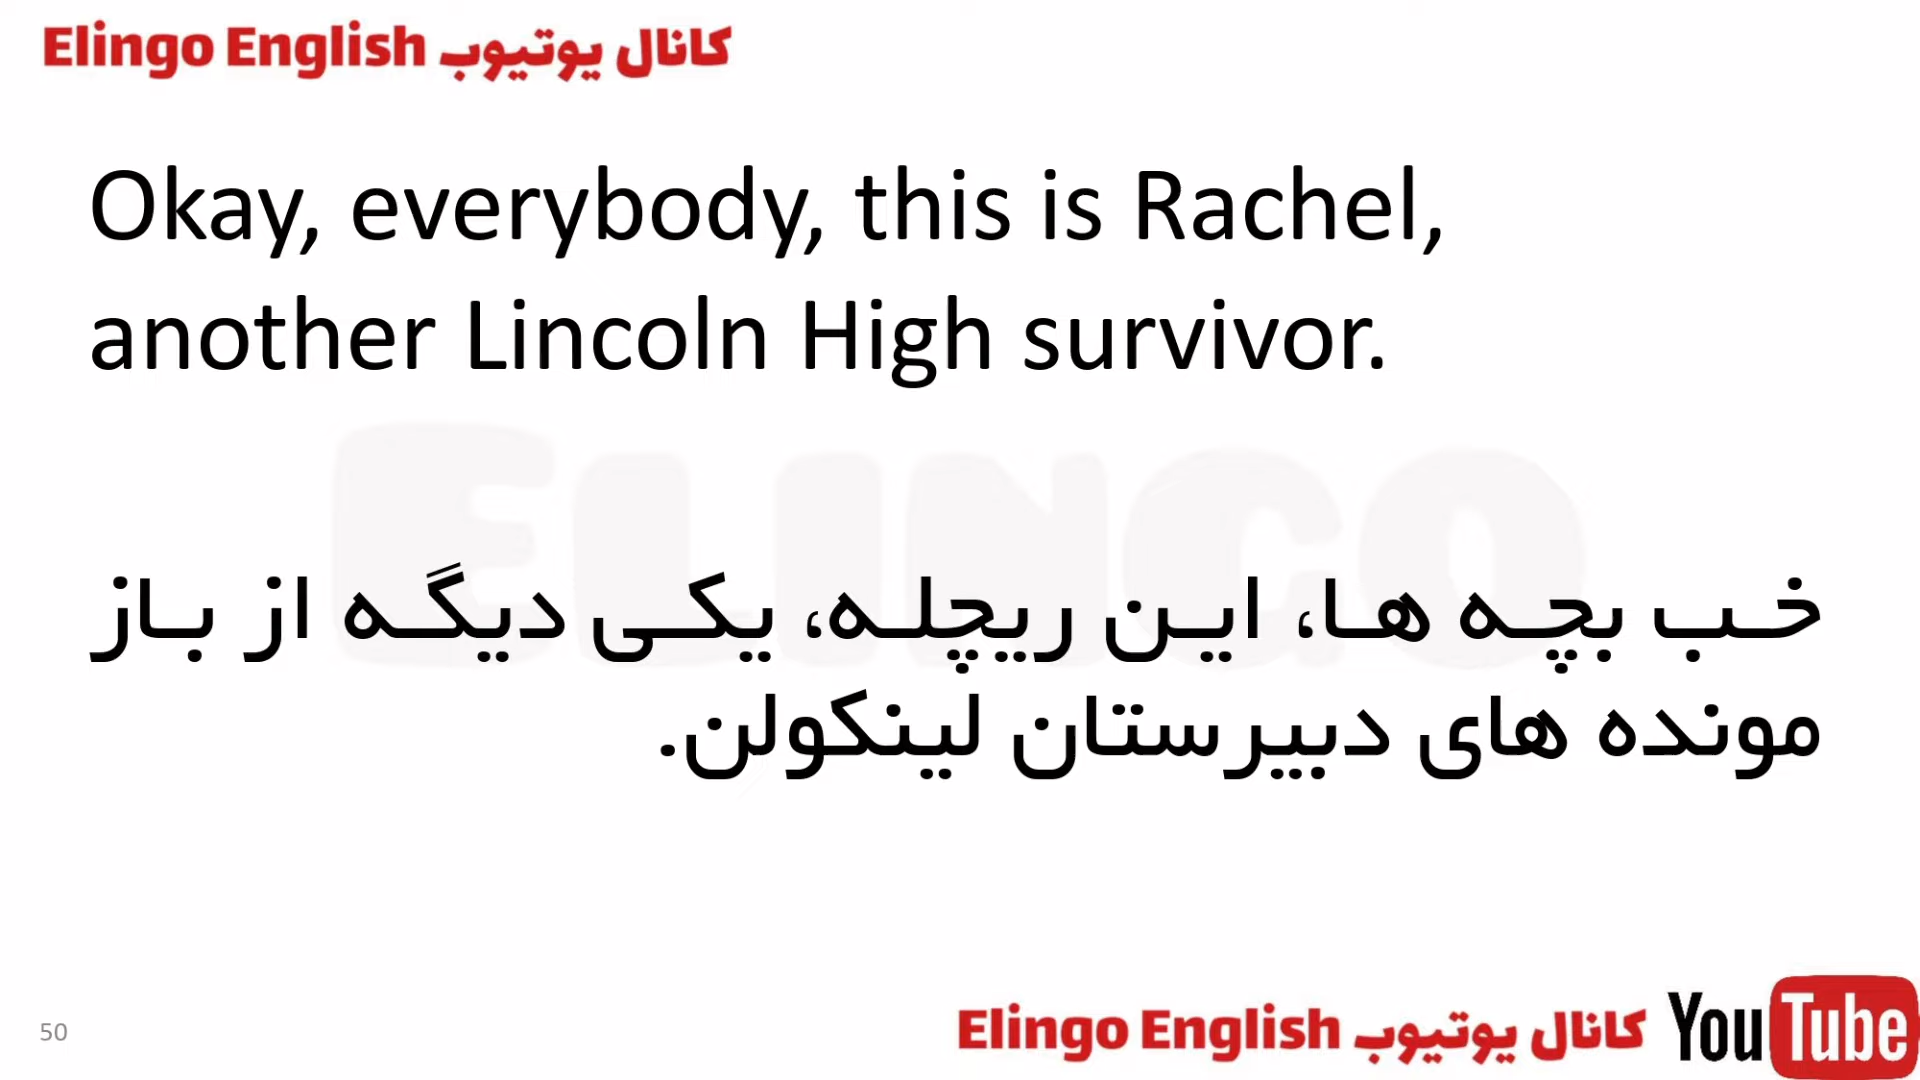 Elingo English کانال یوتیوب
Okay, everybody, this is Rachel,
another Lincoln High survivor.
ELINGO
خب بچه ها، این ریچله، یکی دیگه از باز
مونده های دبیرستان لینکولن.
50
Elingo English کانال یوتیوب YouTube